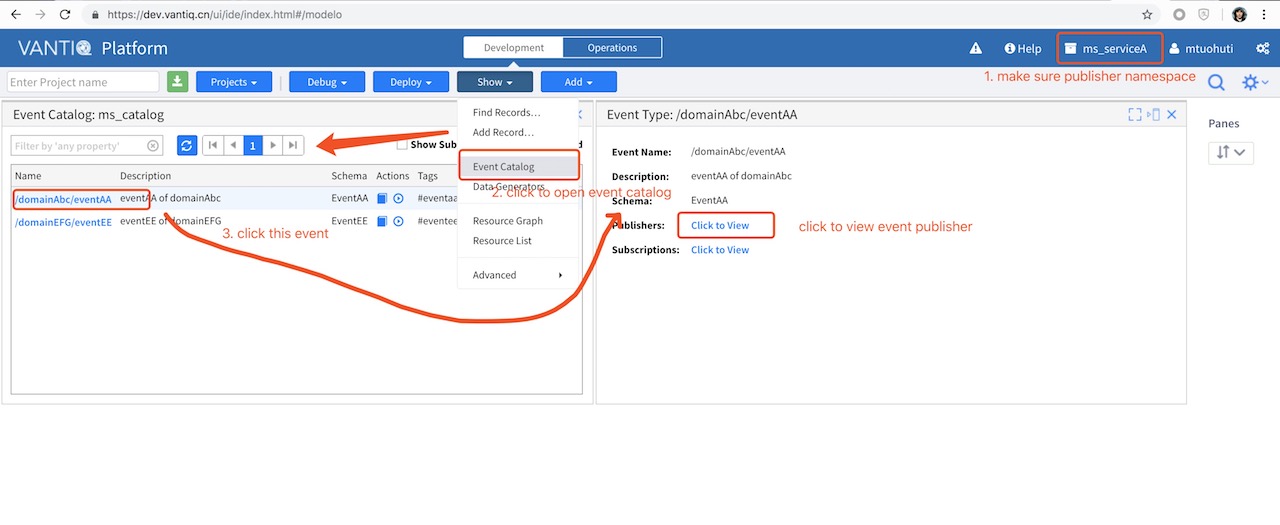 https://dev.vantiq.cn/ui/ide/index.html#/modelo
VANTIQ Platform
Development
Operations
Help
ms_serviceA
mtuohuti
Enter Project name
Projects
Debug
Deploy
Show
Add
1. make sure publisher namespace
Event Catalog: ms_catalog
Find Records...
Add Record...
Event Catalog
Data Generators
Resource Graph
Resource List
Advanced
Filter by 'any property'
1
Show Sub
d
2. click to open event catalog
Name
Description
Schema
Actions
Tags
/domainAbc/eventAA
eventAA of domainAbc
EventAA
#eventaa
/domainEFG/eventEE
eventEE of domainEFG
EventEE
#eventee
3. click this event
Event Type: /domainAbc/eventAA
Event Name:
/domainAbc/eventAA
Description:
eventAA of domainAbc
Schema:
EventAA
Publishers:
Click to View
click to view event publisher
Subscriptions:
Click to View
Panes